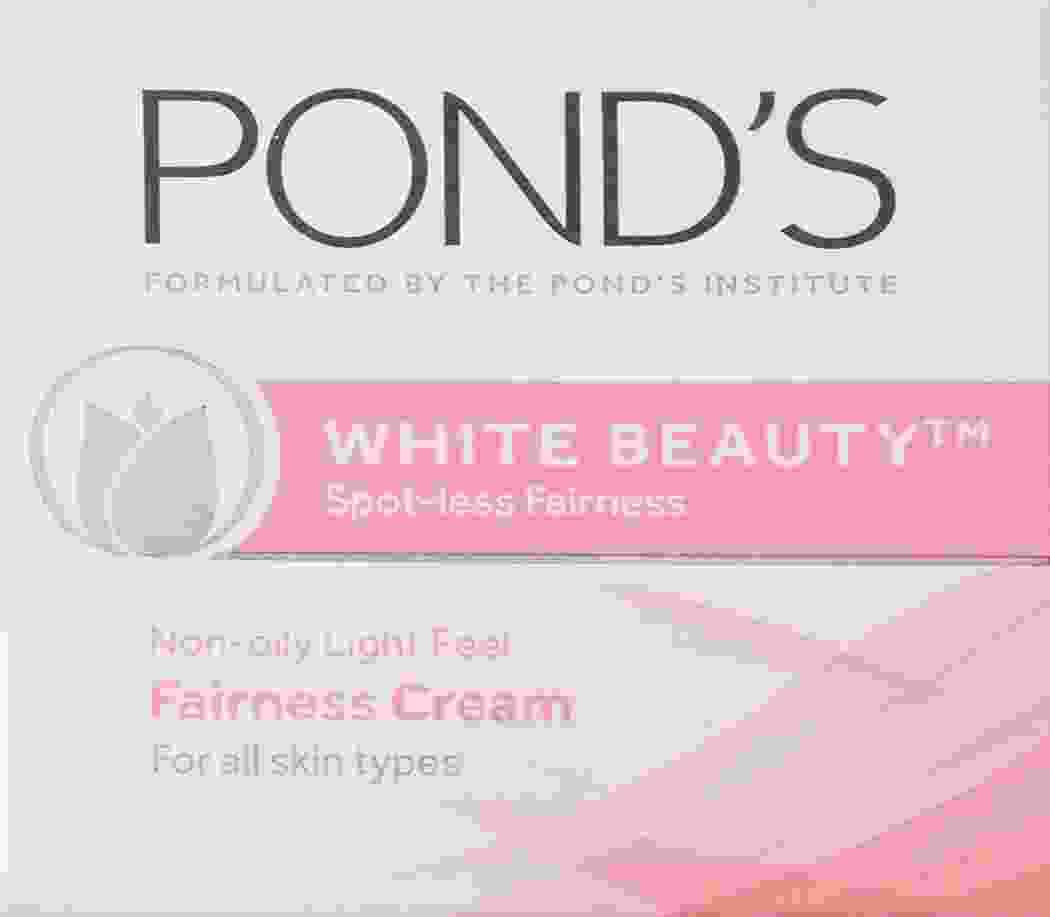 POND'S
FORMULATED BY THE POND'S INSTITUTE
WHITE BEAUTY™
Spot-less Fairness
Non-oily Light Feel
Fairness Cream
For all skin types